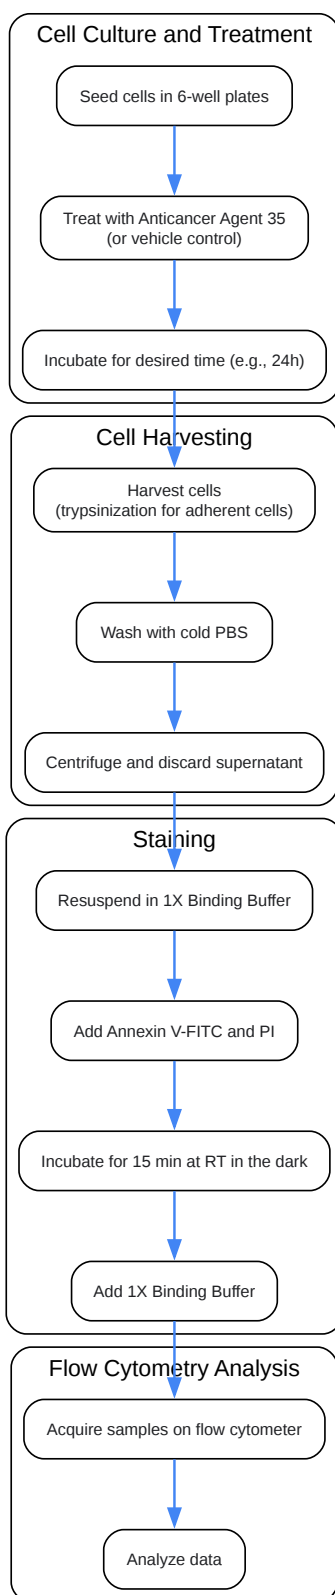 Cell Culture and Treatment
Seed cells in 6-well plates
Treat with Anticancer Agent 35
(or vehicle control)
Incubate for desired time (e.g., 24h)
Cell Harvesting
Harvest cells
(trypsinization for adherent cells)
Wash with cold PBS
Centrifuge and discard supernatant
Staining
Resuspend in 1X Binding Buffer
Add Annexin V-FITC and PI
Incubate for 15 min at RT in the dark
Add 1X Binding Buffer
Flow Cytometry Analysis
Acquire samples on flow cytometer
Analyze data